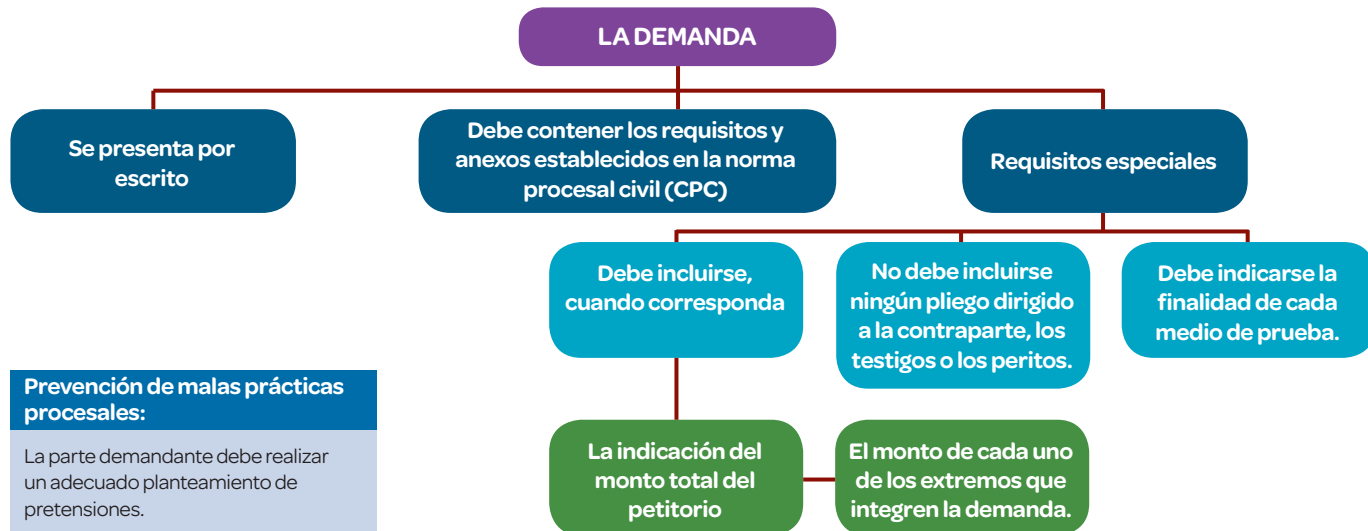 LA DEMANDA
Se presenta por
escrito
Debe contener los requisitos y
anexos establecidos en la norma
procesal civil (CPC)
Requisitos especiales
Debe incluirse,
cuando corresponda
No debe incluirse
ningún pliego dirigido
a la contraparte, los
testigos o los peritos.
Debe indicarse la
finalidad de cada
medio de prueba.
La indicación del
monto total del
petitorio
El monto de cada uno
de los extremos que
integren la demanda.
Prevención de malas prácticas
procesales:
La parte demandante debe realizar
un adecuado planteamiento de
pretensiones.